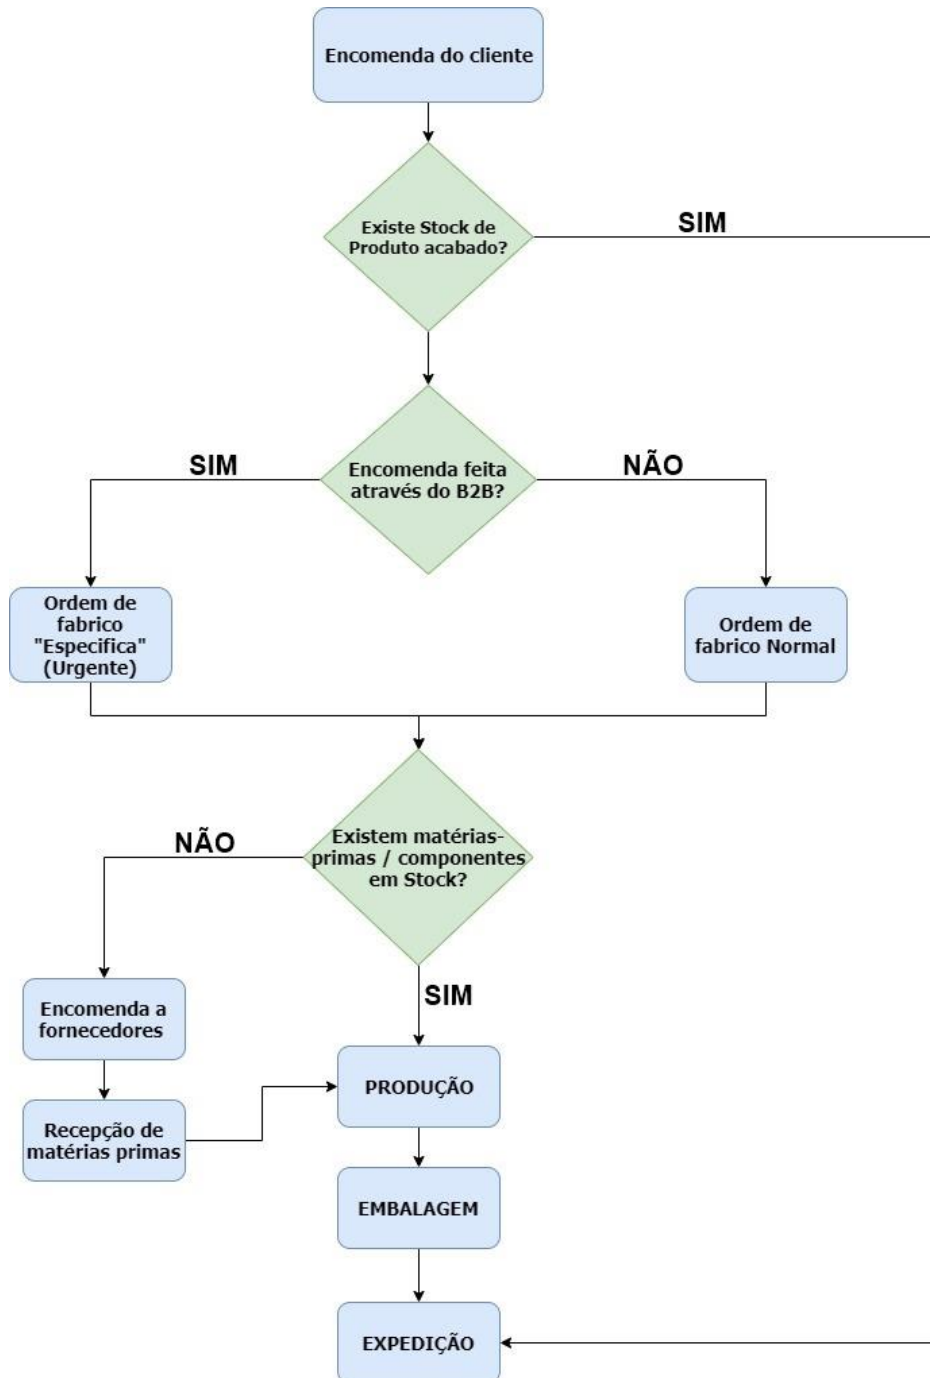 Encomenda do cliente
Existe Stock de
Produto acabado?
SIM
Encomenda feita
através do B2B?
SIM
NÃO
Ordem de
fabrico
"Especifica"
(Urgente)
Ordem de
fabrico Normal
Existem matérias-
primas / componentes
em Stock?
NÃO
SIM
Encomenda a
fornecedores
Recepção de
matérias primas
PRODUÇÃO
EMBALAGEM
EXPEDIÇÃO